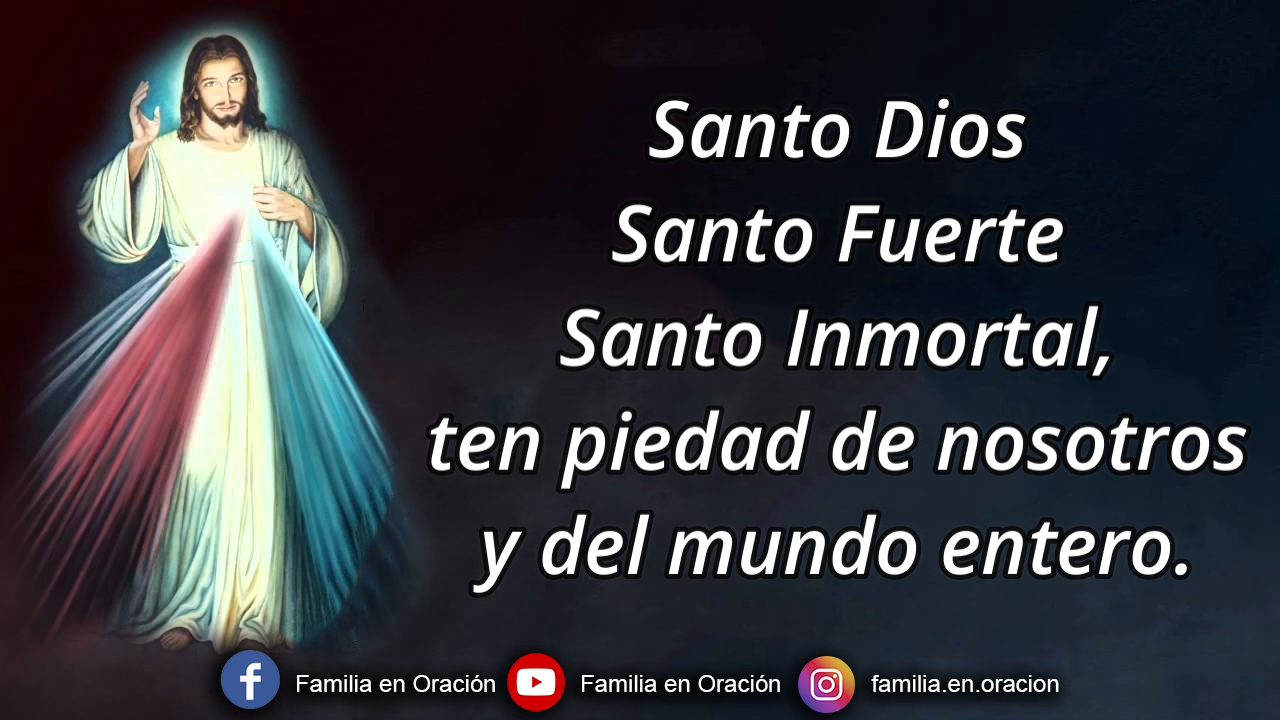 Santo Dios
Santo Fuerte
Santo Inmortal,
ten piedad de nosotros
y del mundo entero.
Familia en Oración Familia en Oración familia.en.oracion